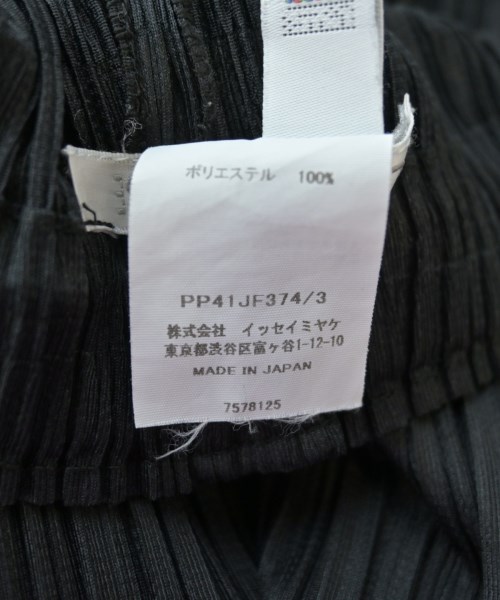 ポリエステル 100%
PP41JF374/3
株式会社 イッセイミヤケ
東京都渋谷区富ヶ谷1-12-10
MADE IN JAPAN
7578125